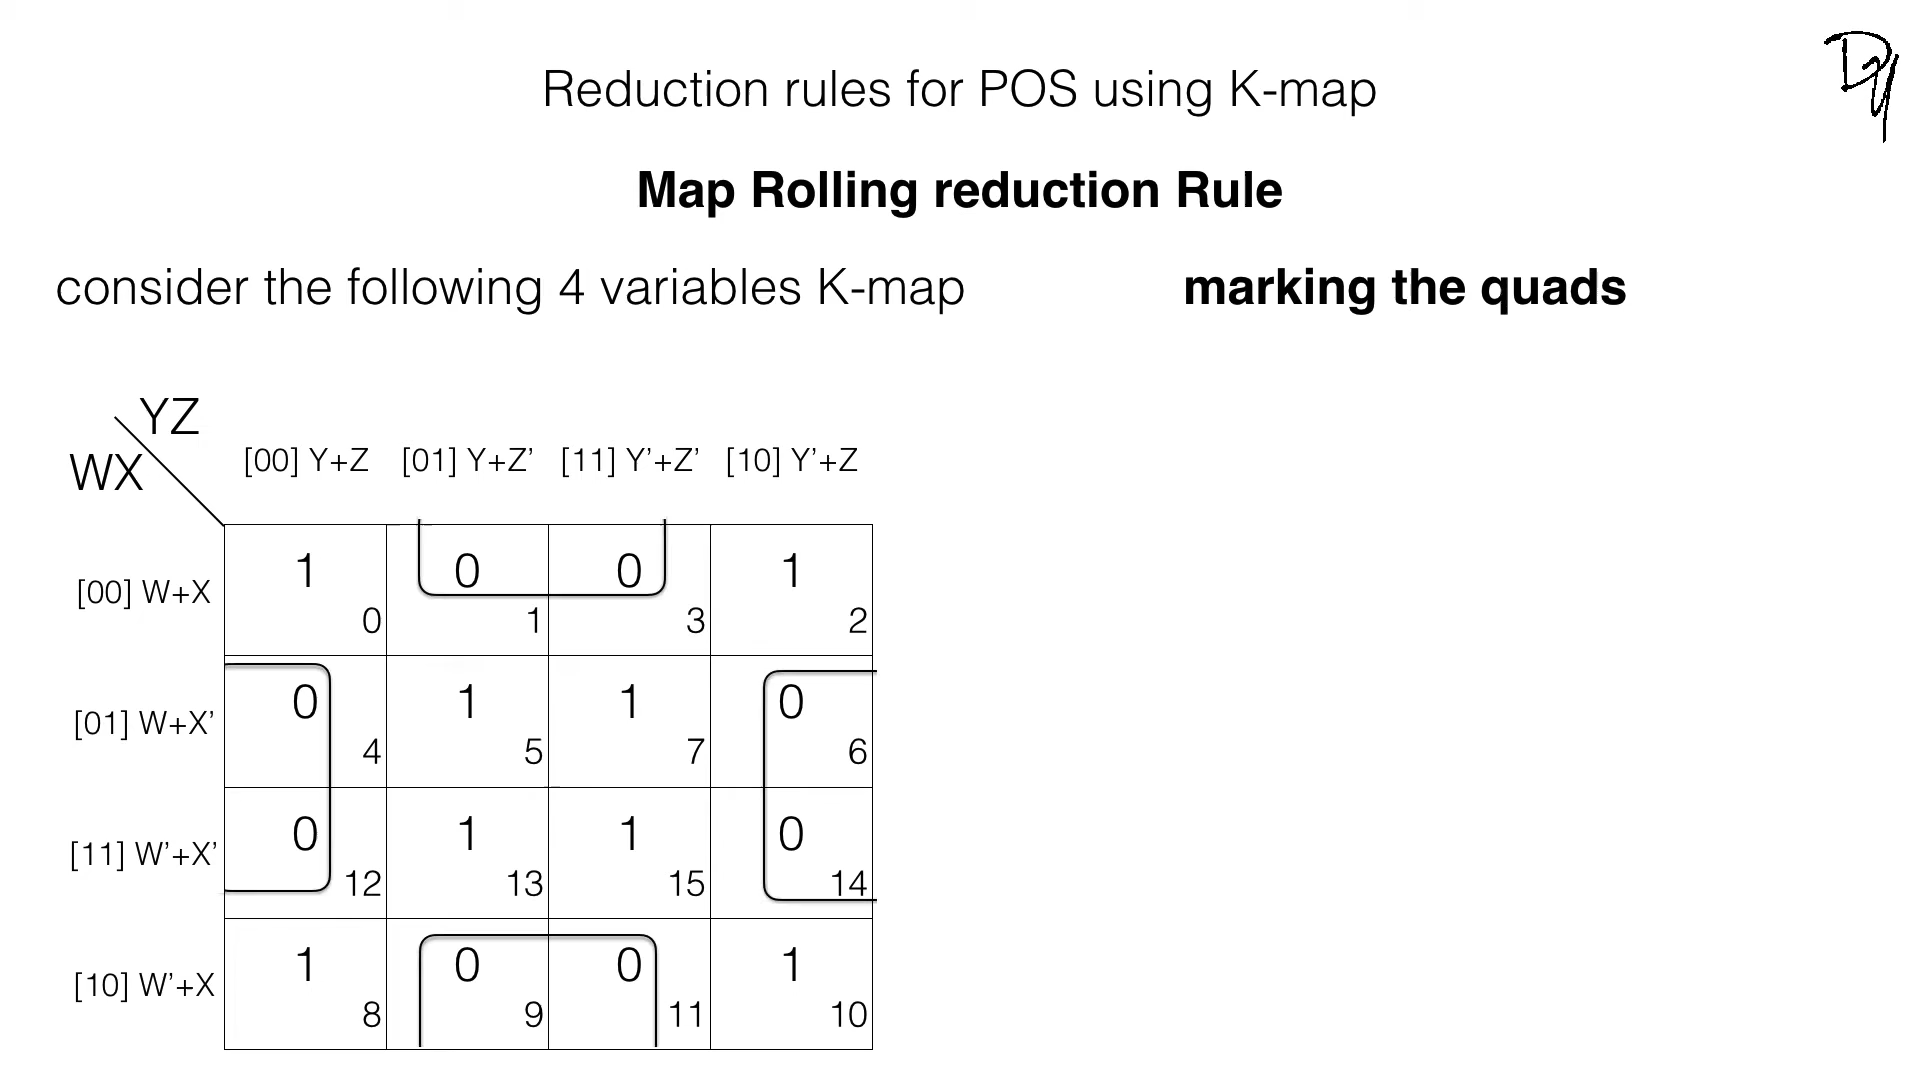 Reduction rules for POS using K-map
Map Rolling reduction Rule
consider the following 4 variables K-map
marking the quads
YZ
WX
[00] Y+Z [01] Y+Z’ [11] Y’+Z’ [10] Y’+Z
[00] W+X
1 0 0 1
0 1 3 2
[01] W+X’
0 1 1 0
4 5 7 6
[11] W’+X’
0 1 1 0
12 13 15 14
[10] W’+X
1 0 0 1
8 9 11 10